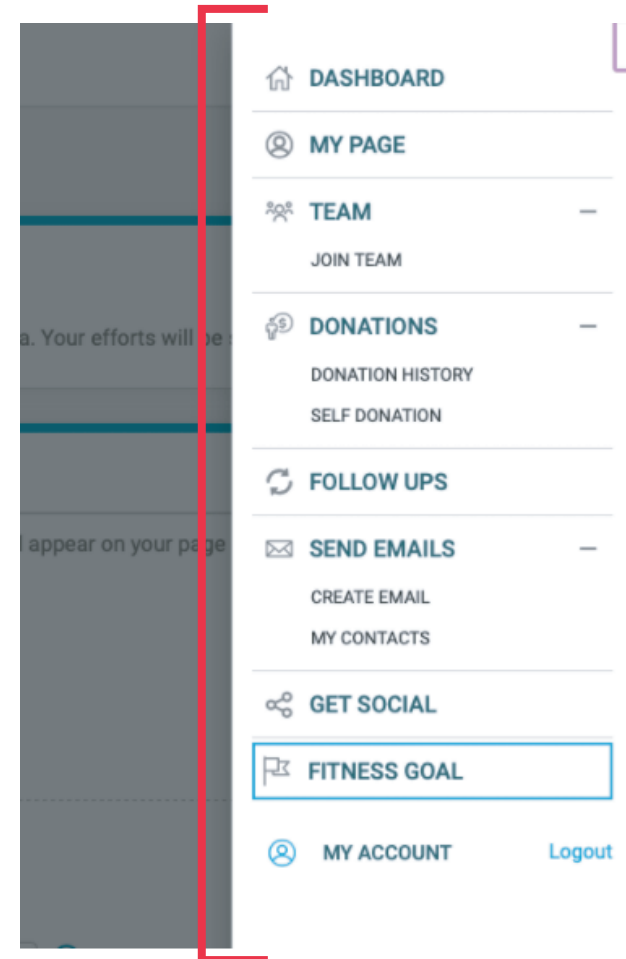 DASHBOARD
MY PAGE
TEAM
JOIN TEAM
a. Your efforts will be
DONATIONS
DONATION HISTORY
SELF DONATION
FOLLOW UPS
appear on your page
SEND EMAILS
CREATE EMAIL
MY CONTACTS
GET SOCIAL
FITNESS GOAL
MY ACCOUNT Logout